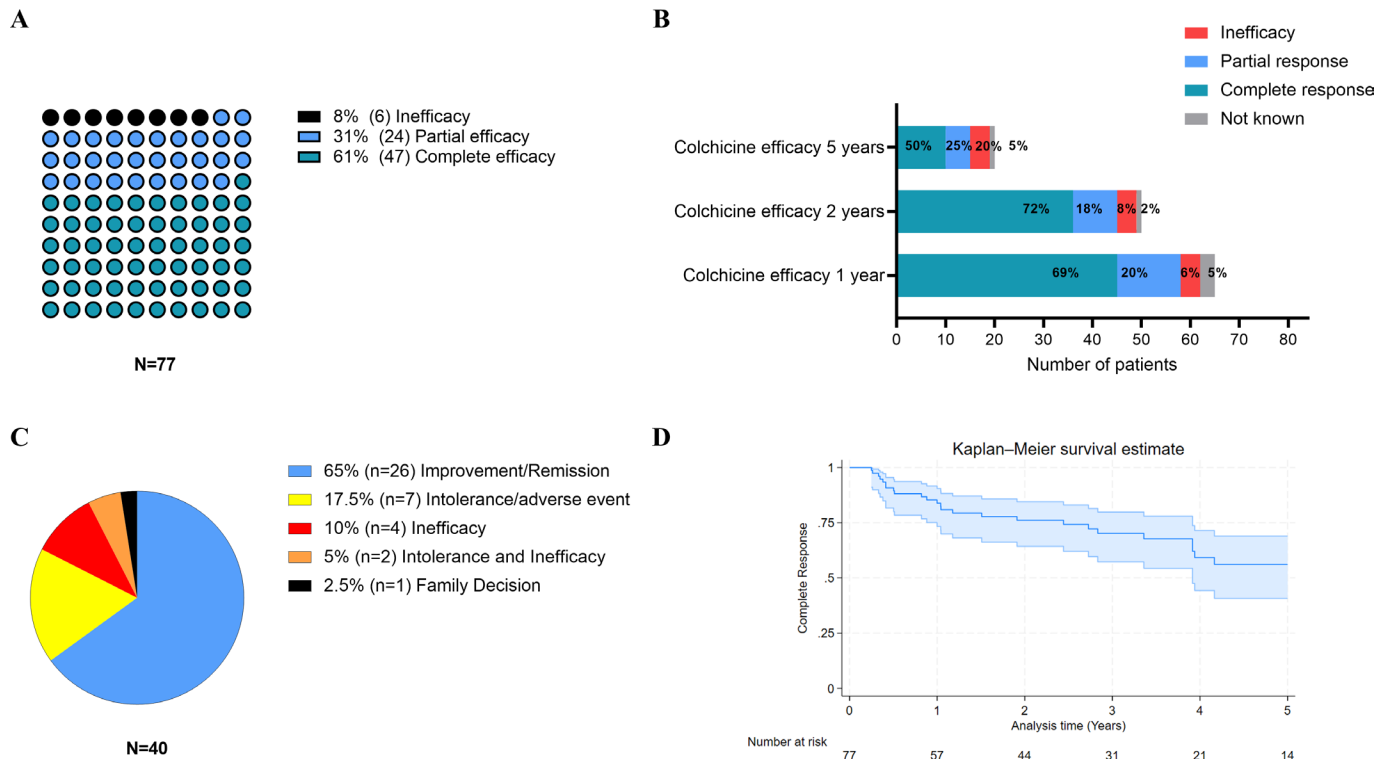 A
8% (6) Inefficacy
31% (24) Partial efficacy
61% (47) Complete efficacy
N=77
B
Inefficacy
Partial response
Complete response
Not known
Colchicine efficacy 5 years
50% 25% 20% 5%
Colchicine efficacy 2 years
72% 18% 8% 2%
Colchicine efficacy 1 year
69% 20% 6% 5%
0 10 20 30 40 50 60 70 80
Number of patients
C
65% (n=26) Improvement/Remission
17.5% (n=7) Intolerance/adverse event
10% (n=4) Inefficacy
5% (n=2) Intolerance and Inefficacy
2.5% (n=1) Family Decision
N=40
D
Kaplan–Meier survival estimate
Complete Response
1
.75
.5
.25
0
0 1 2 3 4 5
Analysis time (Years)
Number at risk
77 57 44 31 21 14